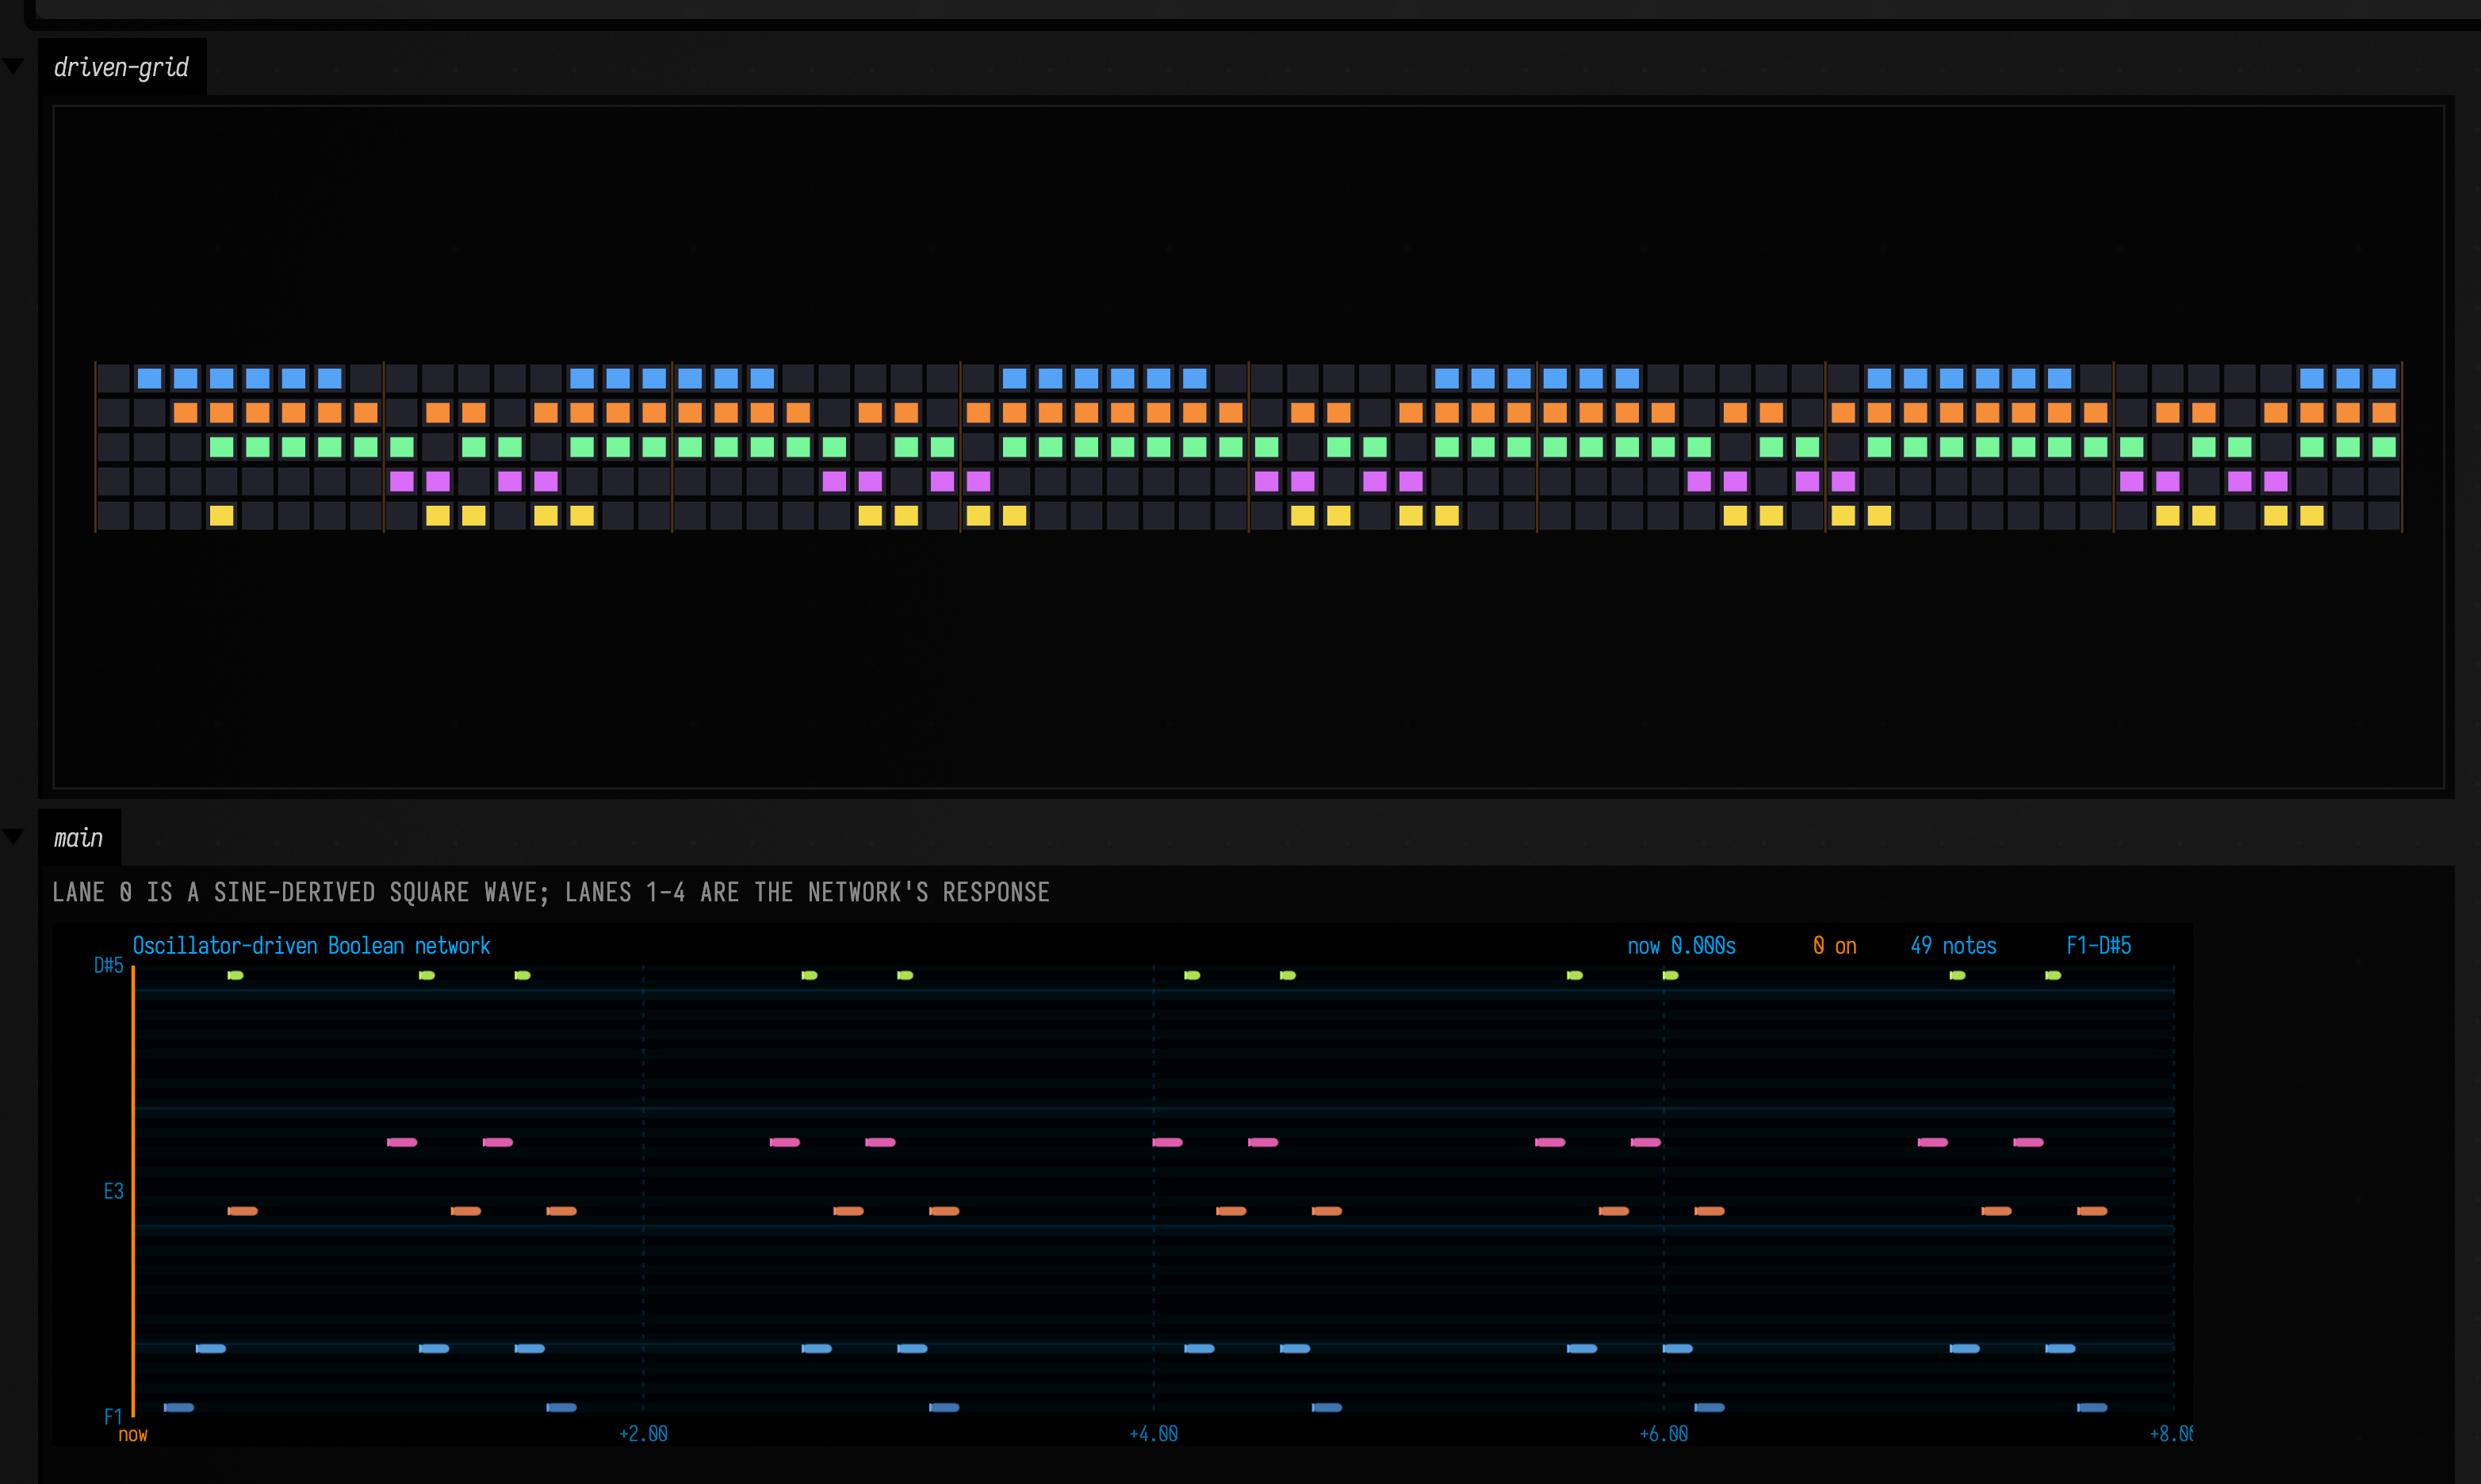 driven-grid
main
LANE 0 IS A SINE-DERIVED SQUARE WAVE; LANES 1-4 ARE THE NETWORK'S RESPONSE
Oscillator-driven Boolean network now 0.000s 0 on 49 notes F1-D#5
D#5
E3
F1
now +2.00 +4.00 +6.00 +8.00